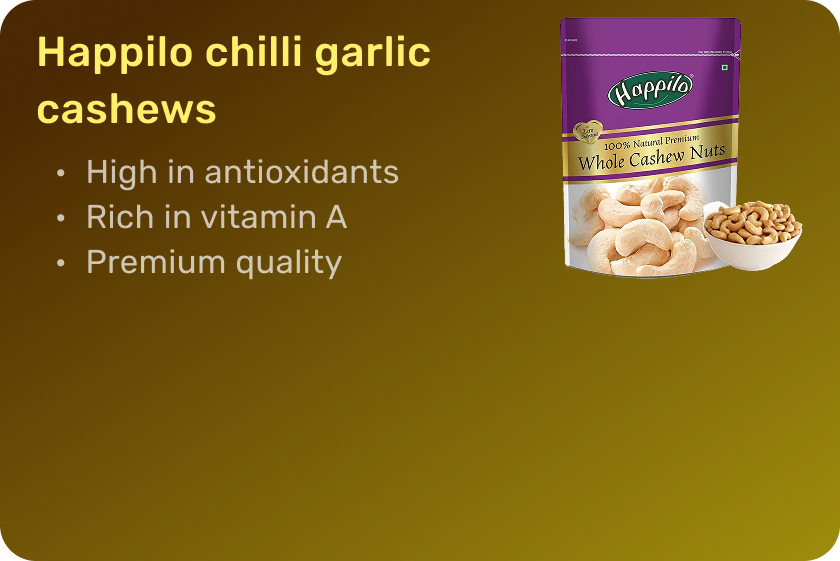 Happilo chilli garlic
cashews
• High in antioxidants
• Rich in vitamin A
• Premium quality
Happilo
100% Natural Premium
Whole Cashew Nuts